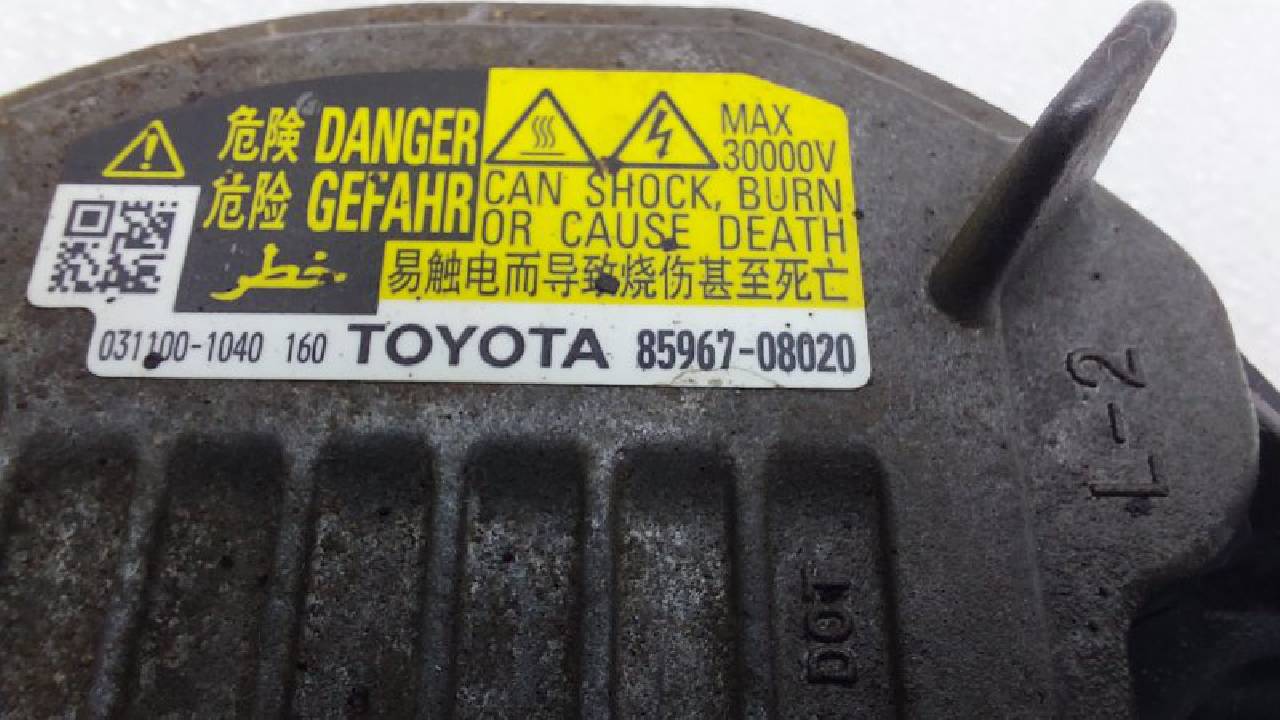 危険 DANGER
危险 GEFAHR
خطر
MAX
30000V
CAN SHOCK, BURN
OR CAUSE DEATH
易触电而导致烧伤甚至死亡
031100-1040 160 TOYOTA 85967-08020
L-2
DOT